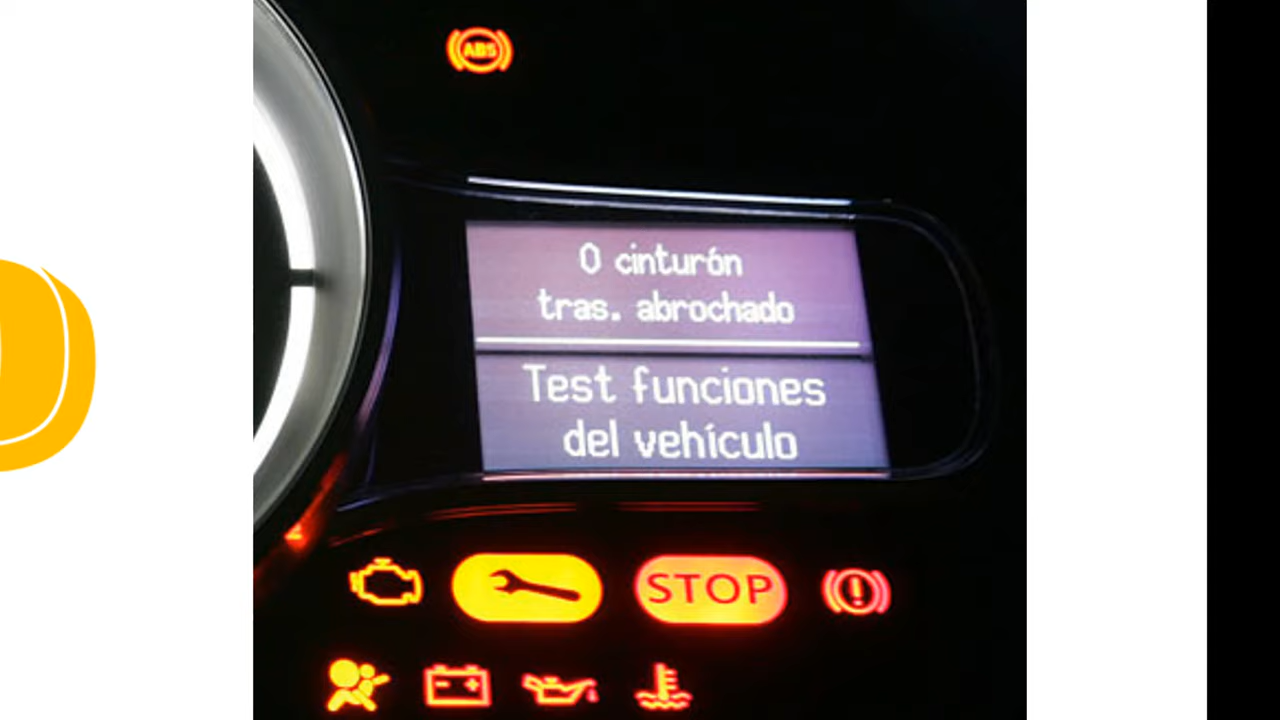 ABS
0 cinturón
tras. abrochado
Test funciones
del vehículo
STOP